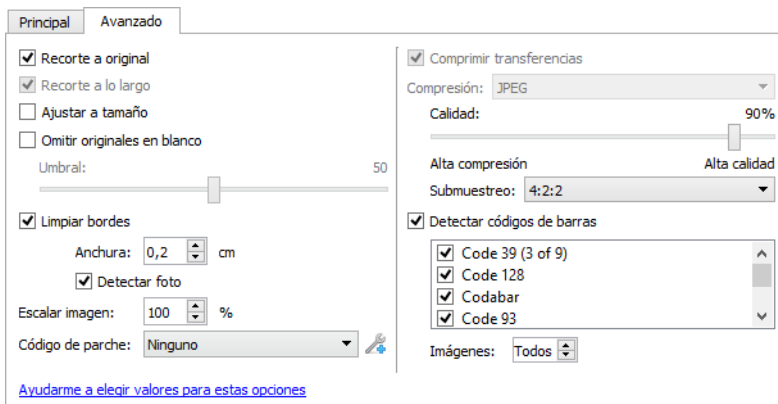 Principal
Avanzado
Recorte a original
Recorte a lo largo
Ajustar a tamaño
Omitir originales en blanco
Umbral: 50
Limpiar bordes
Anchura: 0,2 cm
Detectar foto
Escalar imagen: 100 %
Código de parche: Ninguno
Ayudarme a elegir valores para estas opciones
Comprimir transferencias
Compresión: JPEG
Calidad: 90%
Alta compresión Alta calidad
Submuestreo: 4:2:2
Detectar códigos de barras
Code 39 (3 of 9)
Code 128
Codabar
Code 93
Imágenes: Todos